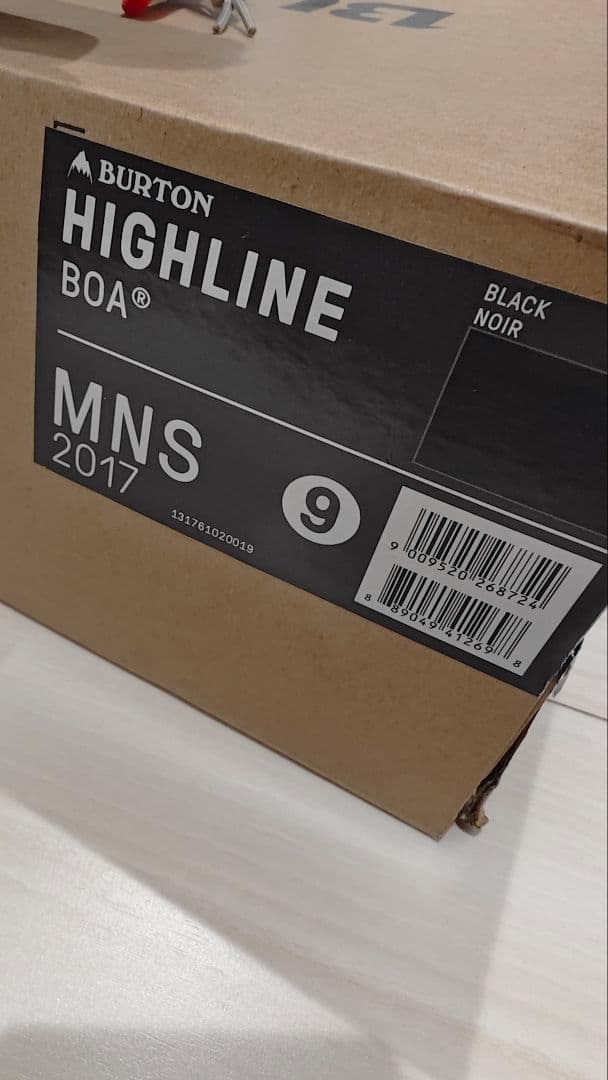 BURTON
HIGHLINE
BOA®
BLACK
NOIR
MNS
2017
9
131761020019
9 009520 268724
8 89049 41269 8